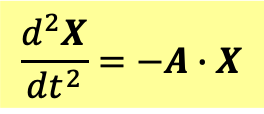 d²X/dt² = −A · X